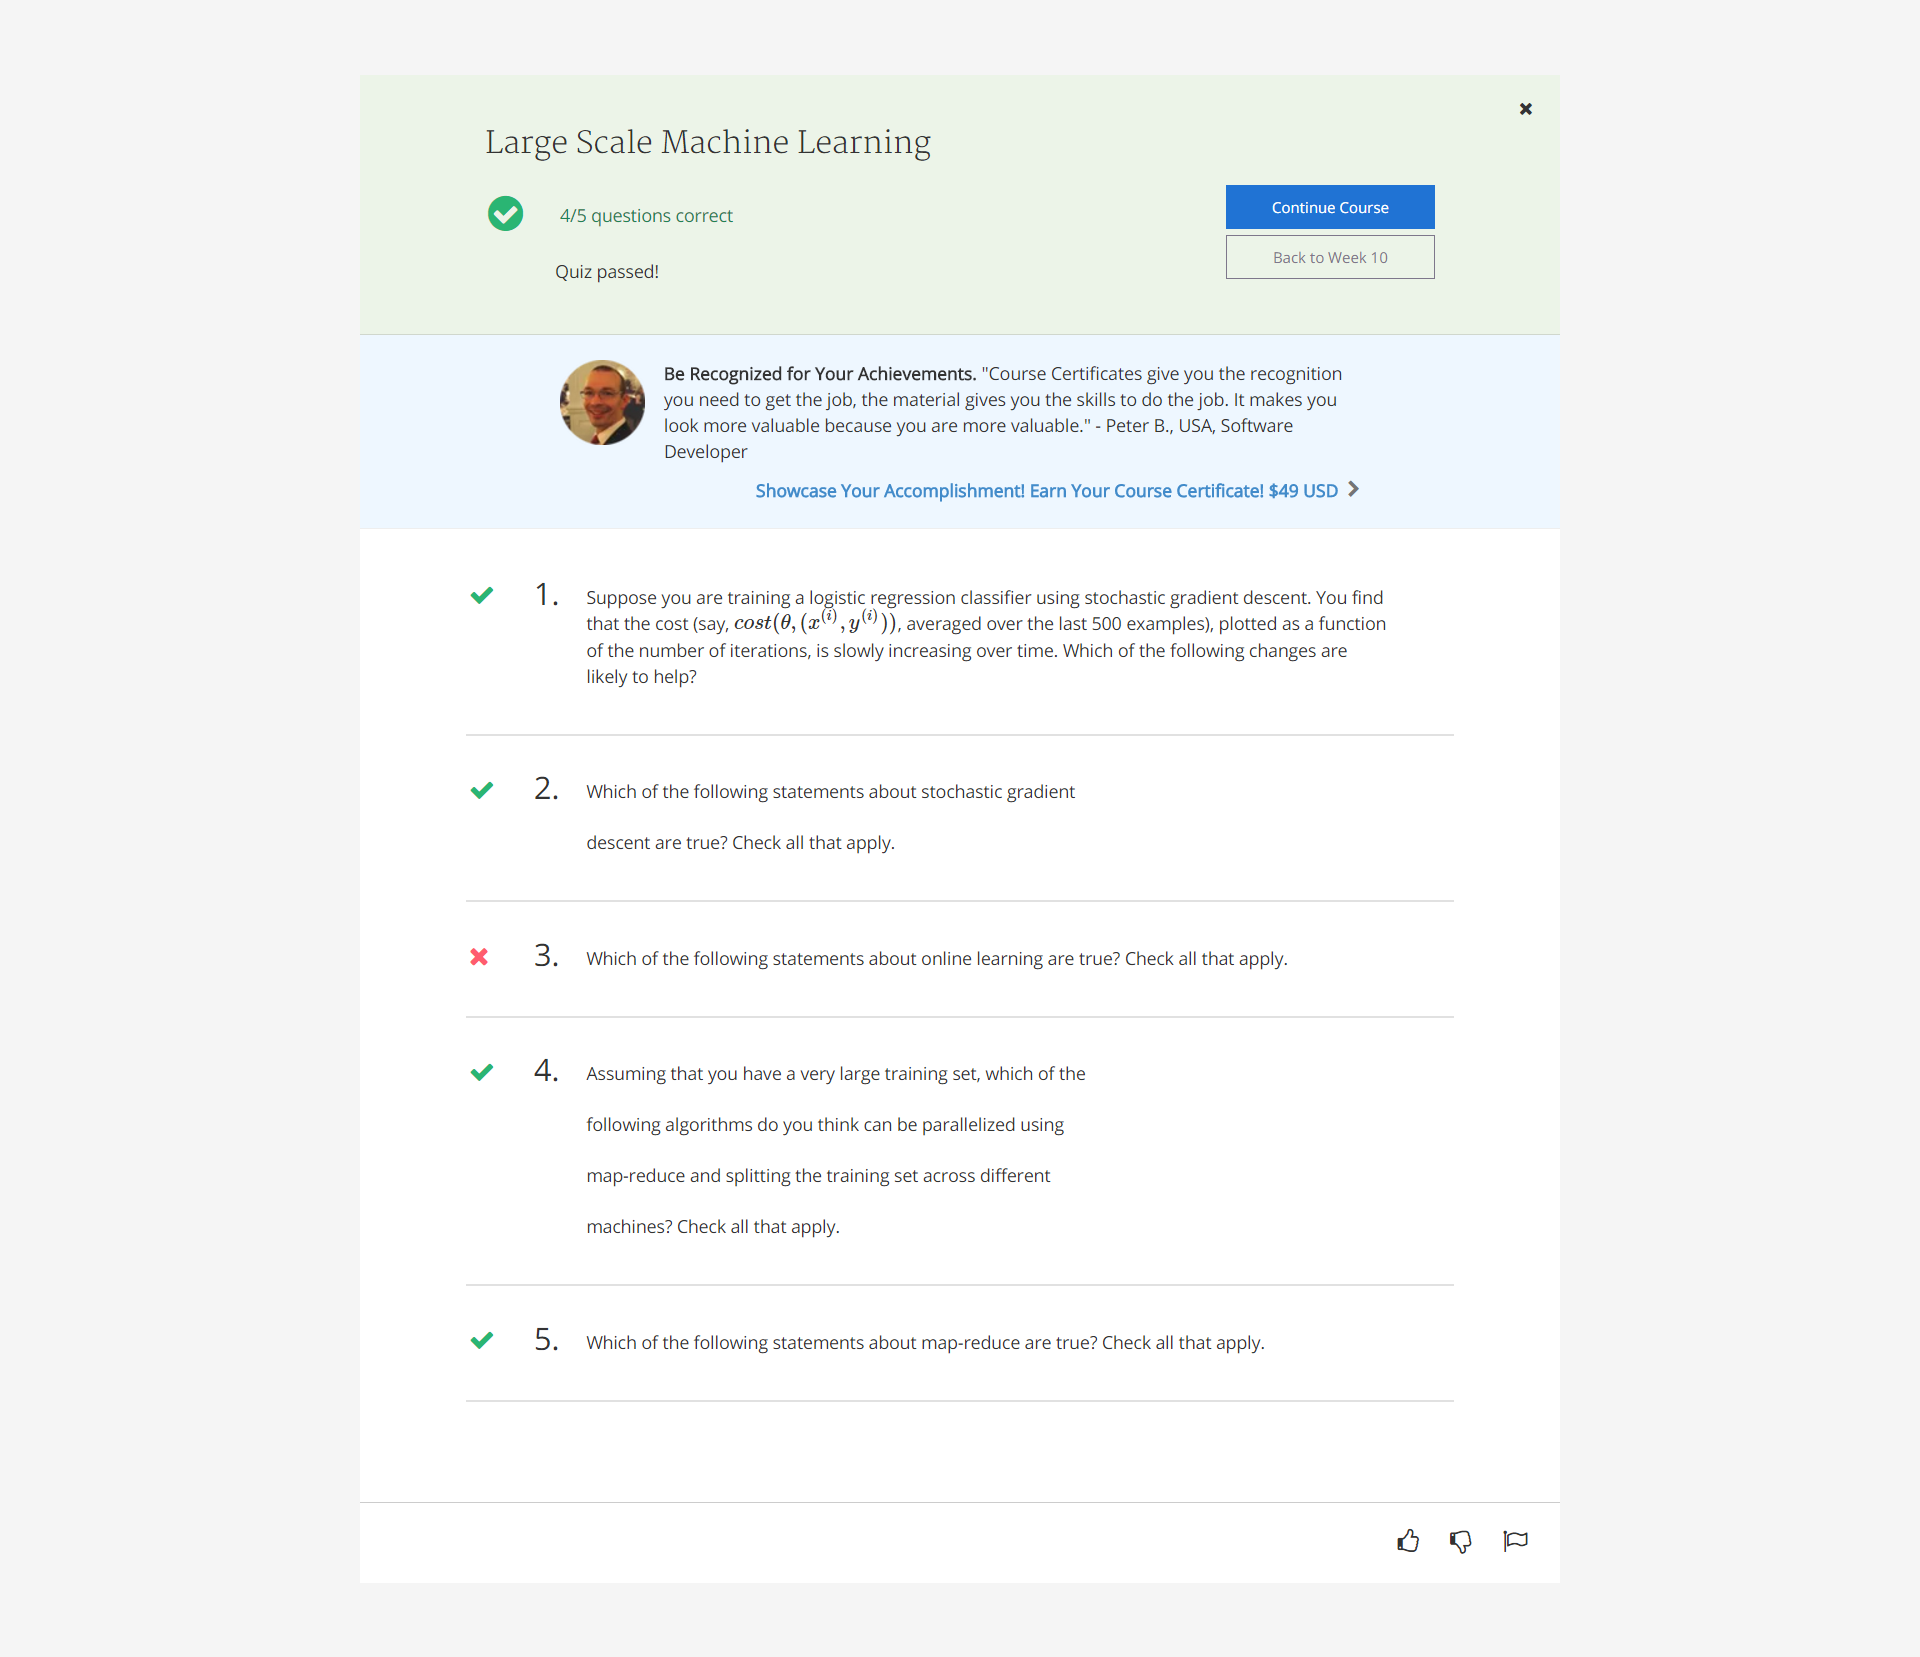 Large Scale Machine Learning
4/5 questions correct
Quiz passed!
Continue Course
Back to Week 10
Be Recognized for Your Achievements. "Course Certificates give you the recognition
you need to get the job, the material gives you the skills to do the job. It makes you
look more valuable because you are more valuable." - Peter B., USA, Software
Developer
Showcase Your Accomplishment! Earn Your Course Certificate! $49 USD
1. Suppose you are training a logistic regression classifier using stochastic gradient descent. You find
that the cost (say, cost(θ, (x^(i), y^(i))), averaged over the last 500 examples), plotted as a function
of the number of iterations, is slowly increasing over time. Which of the following changes are
likely to help?
2. Which of the following statements about stochastic gradient
descent are true? Check all that apply.
3. Which of the following statements about online learning are true? Check all that apply.
4. Assuming that you have a very large training set, which of the
following algorithms do you think can be parallelized using
map-reduce and splitting the training set across different
machines? Check all that apply.
5. Which of the following statements about map-reduce are true? Check all that apply.